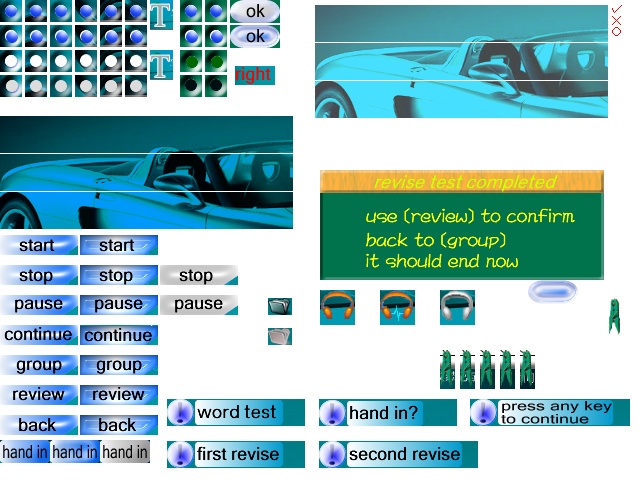 T
ok
ok
T
right
revise test completed
use (review) to confirm
back to (group)
it should end now
start start
stop stop stop
pause pause pause
continue continue
group group
review review
back back
hand in hand in hand in
word test
hand in?
press any key
to continue
first revise
second revise